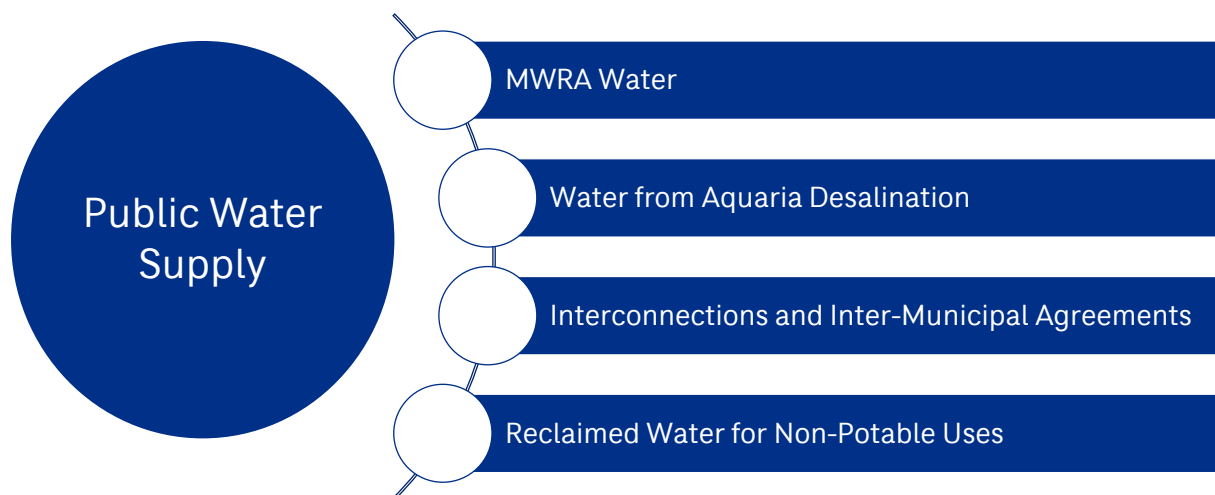 Public Water
Supply
MWRA Water
Water from Aquaria Desalination
Interconnections and Inter-Municipal Agreements
Reclaimed Water for Non-Potable Uses